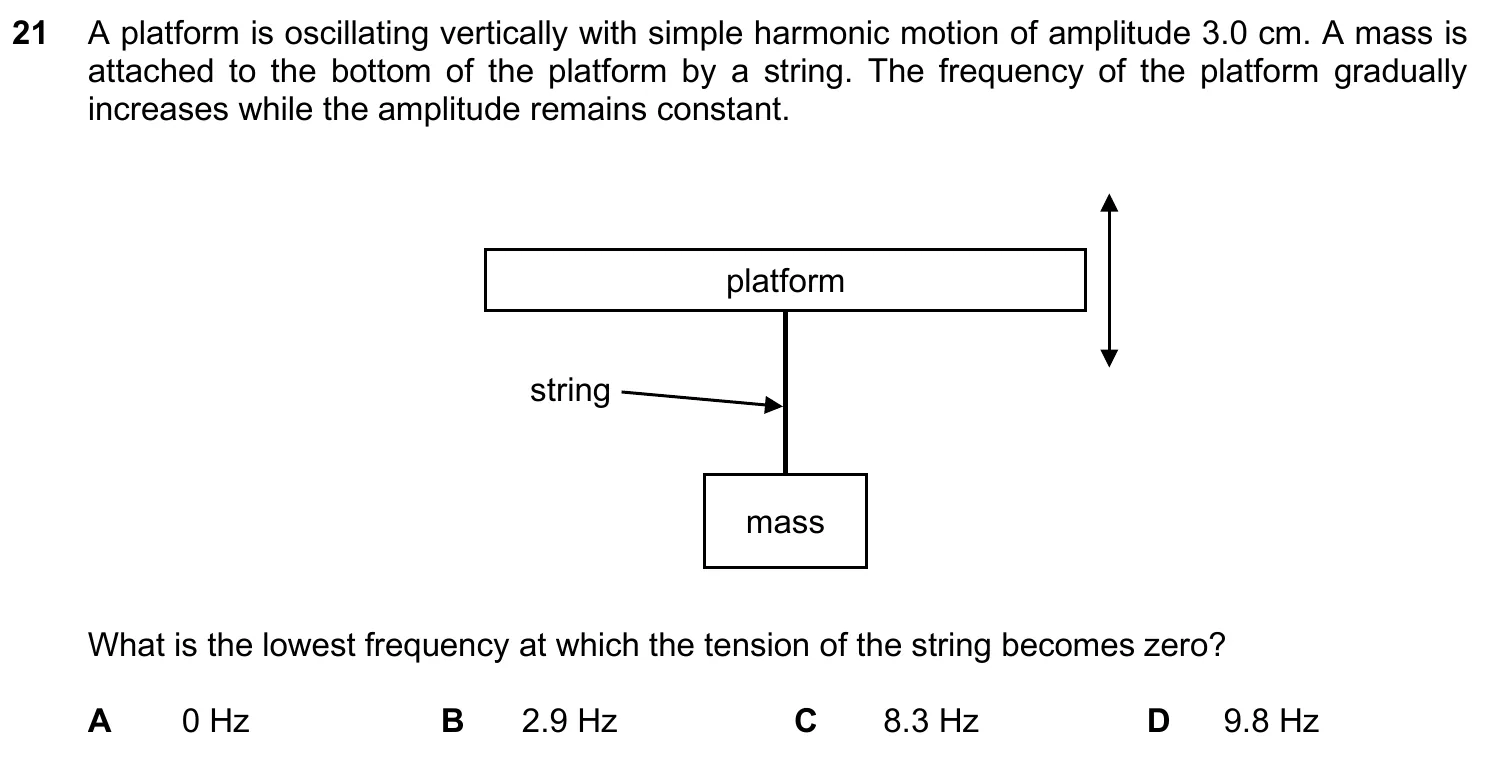 21 A platform is oscillating vertically with simple harmonic motion of amplitude 3.0 cm. A mass is
attached to the bottom of the platform by a string. The frequency of the platform gradually
increases while the amplitude remains constant.
platform
string
mass
What is the lowest frequency at which the tension of the string becomes zero?
A 0 Hz B 2.9 Hz C 8.3 Hz D 9.8 Hz